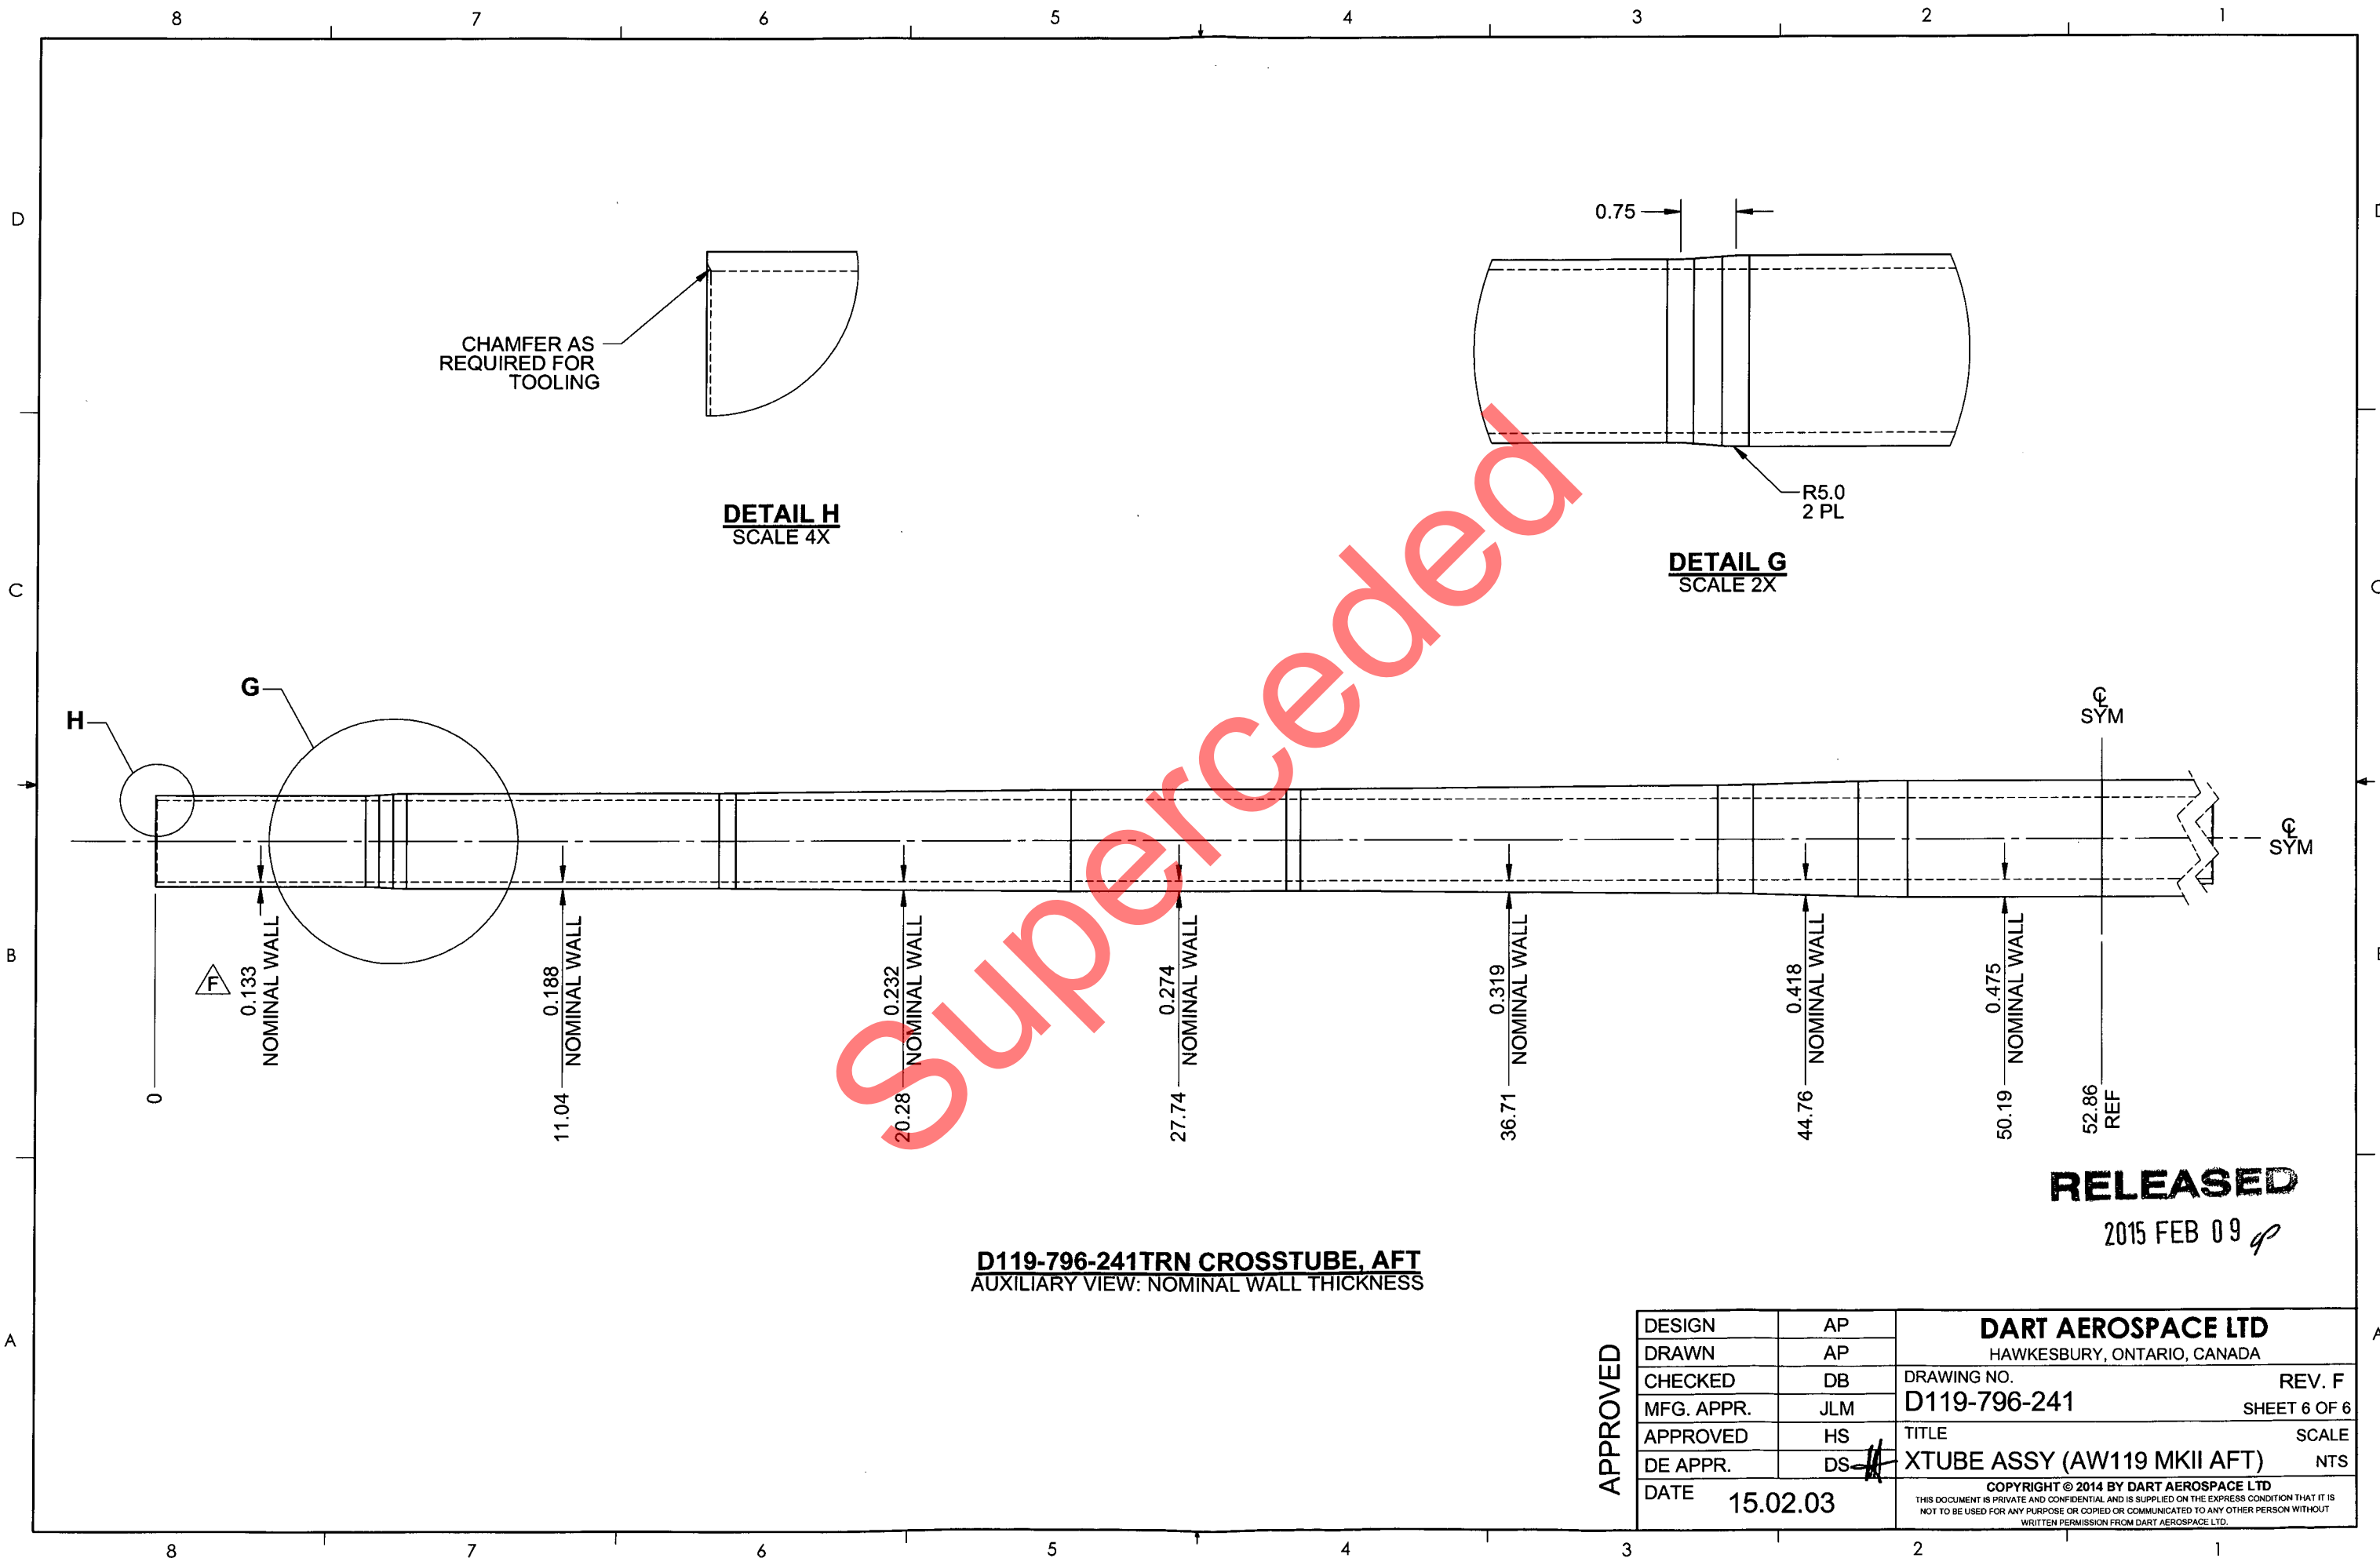 8 7 6 5 4 3 2 1
D
C
B
A
0.75
CHAMFER AS
REQUIRED FOR
TOOLING
DETAIL H
SCALE 4X
R5.0
2 PL
DETAIL G
SCALE 2X
Superceded
H
G
℄
SYM
℄
SYM
F
0.133
NOMINAL WALL
0.188
NOMINAL WALL
0.232
NOMINAL WALL
0.274
NOMINAL WALL
0.319
NOMINAL WALL
0.418
NOMINAL WALL
0.475
NOMINAL WALL
0
11.04
20.28
27.74
36.71
44.76
50.19
52.86
REF
RELEASED
2015 FEB 09
D119-796-241TRN CROSSTUBE, AFT
AUXILIARY VIEW: NOMINAL WALL THICKNESS
APPROVED
DESIGN AP
DRAWN AP
CHECKED DB
MFG. APPR. JLM
APPROVED HS
DE APPR. DS
DATE 15.02.03
DART AEROSPACE LTD
HAWKESBURY, ONTARIO, CANADA
DRAWING NO. REV. F
D119-796-241 SHEET 6 OF 6
TITLE SCALE
XTUBE ASSY (AW119 MKII AFT) NTS
COPYRIGHT © 2014 BY DART AEROSPACE LTD
THIS DOCUMENT IS PRIVATE AND CONFIDENTIAL AND IS SUPPLIED ON THE EXPRESS CONDITION THAT IT IS
NOT TO BE USED FOR ANY PURPOSE OR COPIED OR COMMUNICATED TO ANY OTHER PERSON WITHOUT
WRITTEN PERMISSION FROM DART AEROSPACE LTD.
8 7 6 5 4 3 2 1